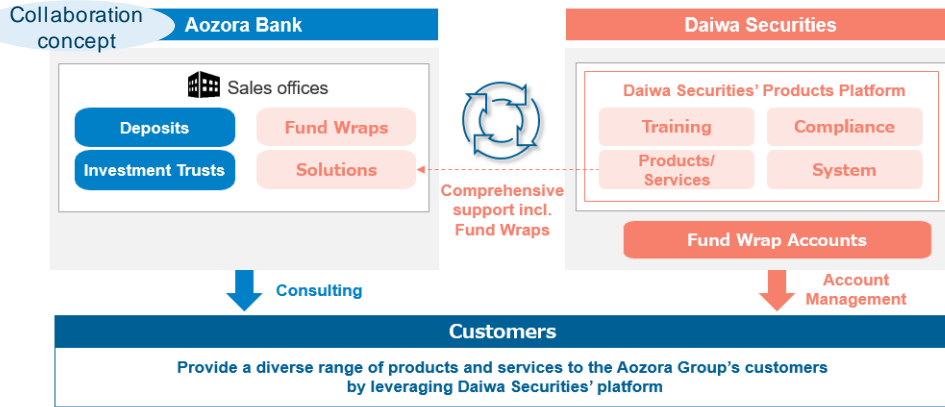 Collaboration
concept
Aozora Bank
Sales offices
Deposits
Fund Wraps
Investment Trusts
Solutions
Comprehensive
support incl.
Fund Wraps
Daiwa Securities
Daiwa Securities' Products Platform
Training
Compliance
Products/
Services
System
Fund Wrap Accounts
Consulting
Account
Management
Customers
Provide a diverse range of products and services to the Aozora Group's customers
by leveraging Daiwa Securities' platform